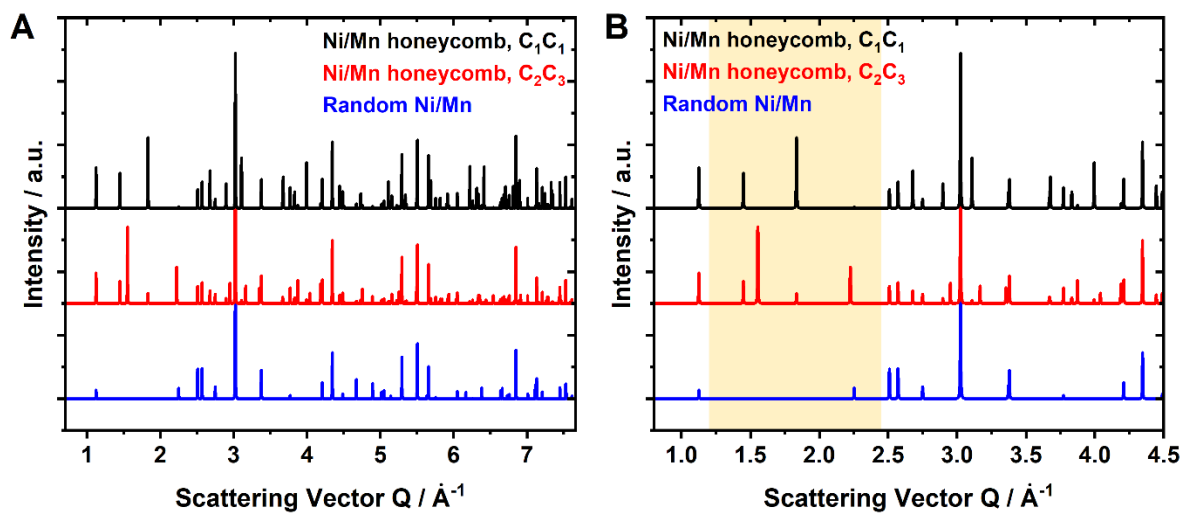 A
Ni/Mn honeycomb, C₁C₁
Ni/Mn honeycomb, C₂C₃
Random Ni/Mn
Intensity / a.u.
1 2 3 4 5 6 7
Scattering Vector Q / Å⁻¹
B
Ni/Mn honeycomb, C₁C₁
Ni/Mn honeycomb, C₂C₃
Random Ni/Mn
Intensity / a.u.
1.0 1.5 2.0 2.5 3.0 3.5 4.0 4.5
Scattering Vector Q / Å⁻¹